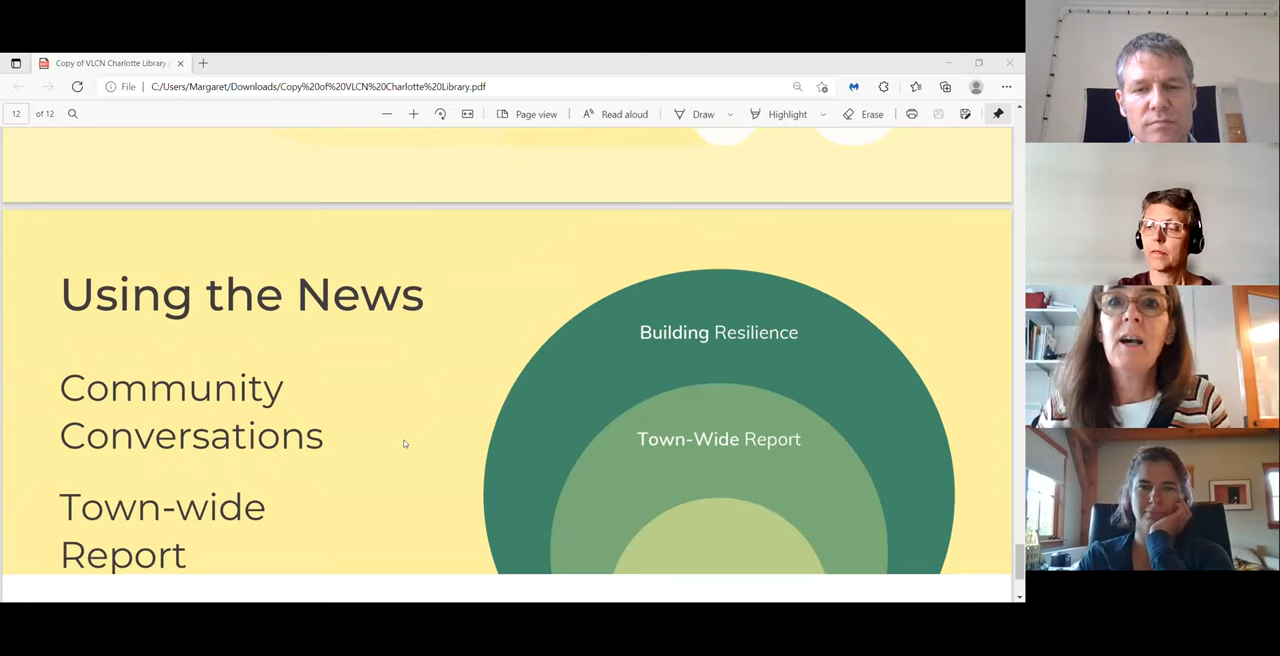 Copy of VLCN Charlotte Library.p
File
C:/Users/Margaret/Downloads/Copy%20of%20VLCN%20Charlotte%20Library.pdf
12 of 12
Page view
Read aloud
Draw
Highlight
Erase
Using the News
Community
Conversations
Town-wide
Report
Building Resilience
Town-Wide Report